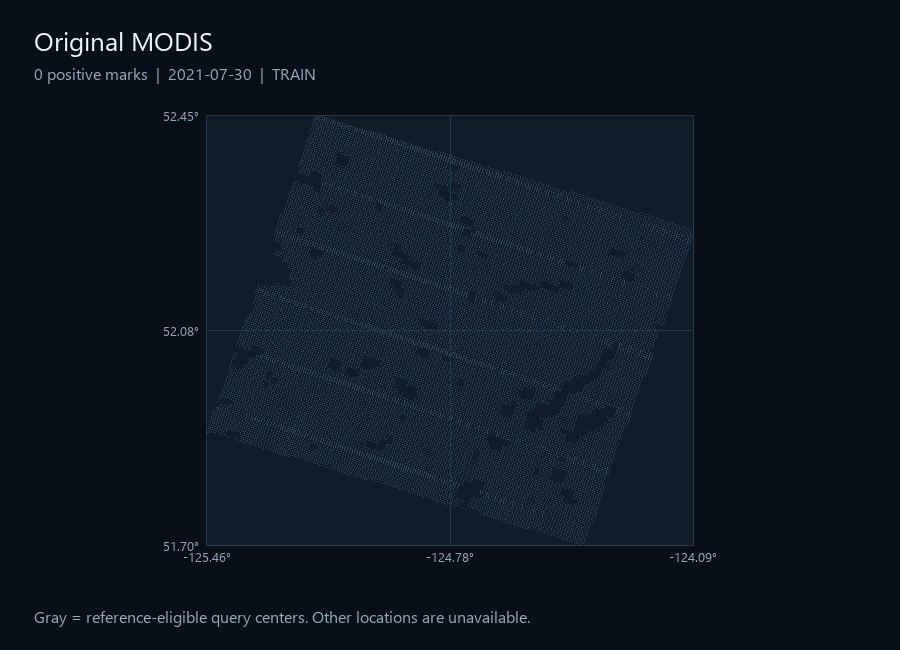 Original MODIS
0 positive marks | 2021-07-30 | TRAIN
52.45°
52.08°
51.70°
-125.46°
-124.78°
-124.09°
Gray = reference-eligible query centers. Other locations are unavailable.